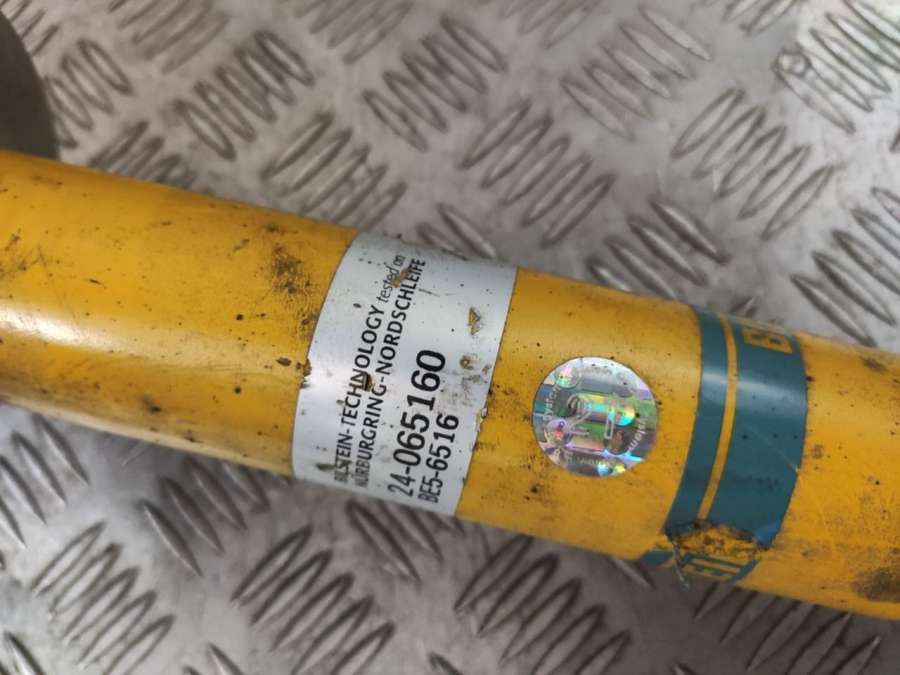 BILSTEIN-TECHNOLOGY tested on
NÜRBURGRING-NORDSCHLEIFE
24-065160
BE5-6516